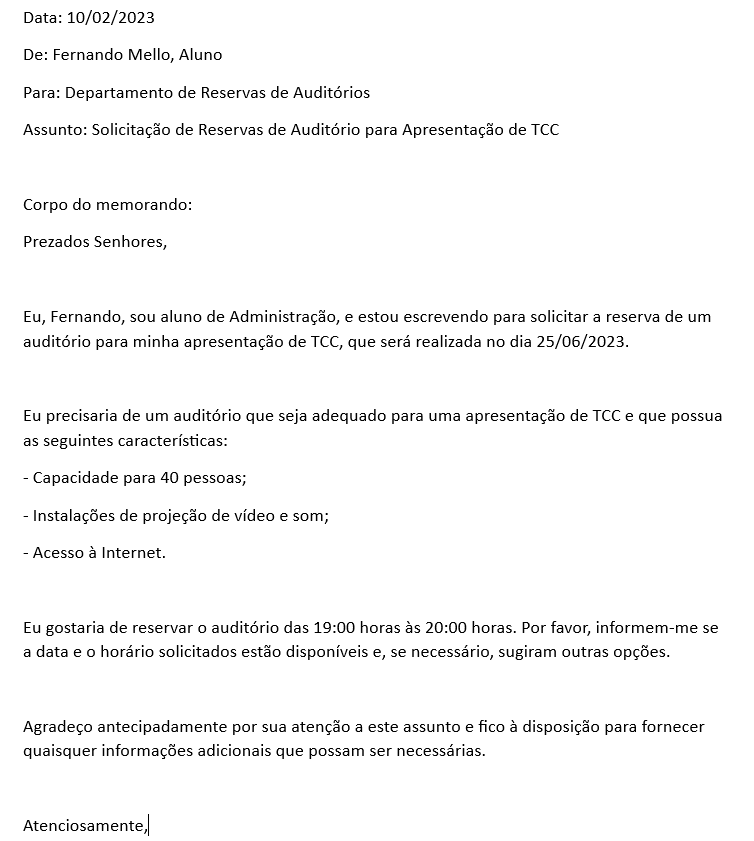 Data: 10/02/2023
De: Fernando Mello, Aluno
Para: Departamento de Reservas de Auditórios
Assunto: Solicitação de Reservas de Auditório para Apresentação de TCC
Corpo do memorando:
Prezados Senhores,
Eu, Fernando, sou aluno de Administração, e estou escrevendo para solicitar a reserva de um
auditório para minha apresentação de TCC, que será realizada no dia 25/06/2023.
Eu precisaria de um auditório que seja adequado para uma apresentação de TCC e que possua
as seguintes características:
- Capacidade para 40 pessoas;
- Instalações de projeção de vídeo e som;
- Acesso à Internet.
Eu gostaria de reservar o auditório das 19:00 horas às 20:00 horas. Por favor, informem-me se
a data e o horário solicitados estão disponíveis e, se necessário, sugiram outras opções.
Agradeço antecipadamente por sua atenção a este assunto e fico à disposição para fornecer
quaisquer informações adicionais que possam ser necessárias.
Atenciosamente,